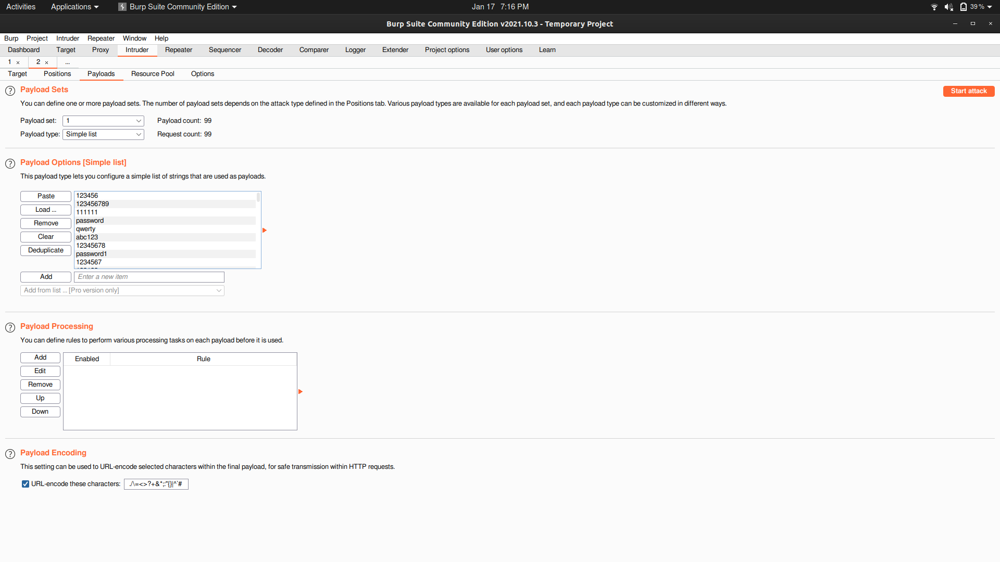 Activities Applications Burp Suite Community Edition Jan 17 7:16 PM 39 %
Burp Suite Community Edition v2021.10.3 - Temporary Project
Burp Project Intruder Repeater Window Help
Dashboard Target Proxy Intruder Repeater Sequencer Decoder Comparer Logger Extender Project options User options Learn
1 × 2 × ...
Target Positions Payloads Resource Pool Options
? Payload Sets Start attack
You can define one or more payload sets. The number of payload sets depends on the attack type defined in the Positions tab. Various payload types are available for each payload set, and each payload type can be customized in different ways.
Payload set: 1 Payload count: 99
Payload type: Simple list Request count: 99
? Payload Options [Simple list]
This payload type lets you configure a simple list of strings that are used as payloads.
Paste 123456
123456789
Load ... 111111
Remove password
qwerty
Clear abc123
12345678
Deduplicate password1
1234567
Add Enter a new item
Add from list ... [Pro version only]
? Payload Processing
You can define rules to perform various processing tasks on each payload before it is used.
Add Enabled Rule
Edit
Remove
Up
Down
? Payload Encoding
This setting can be used to URL-encode selected characters within the final payload, for safe transmission within HTTP requests.
URL-encode these characters: ./\=<>?+&*;:"{}|^`#